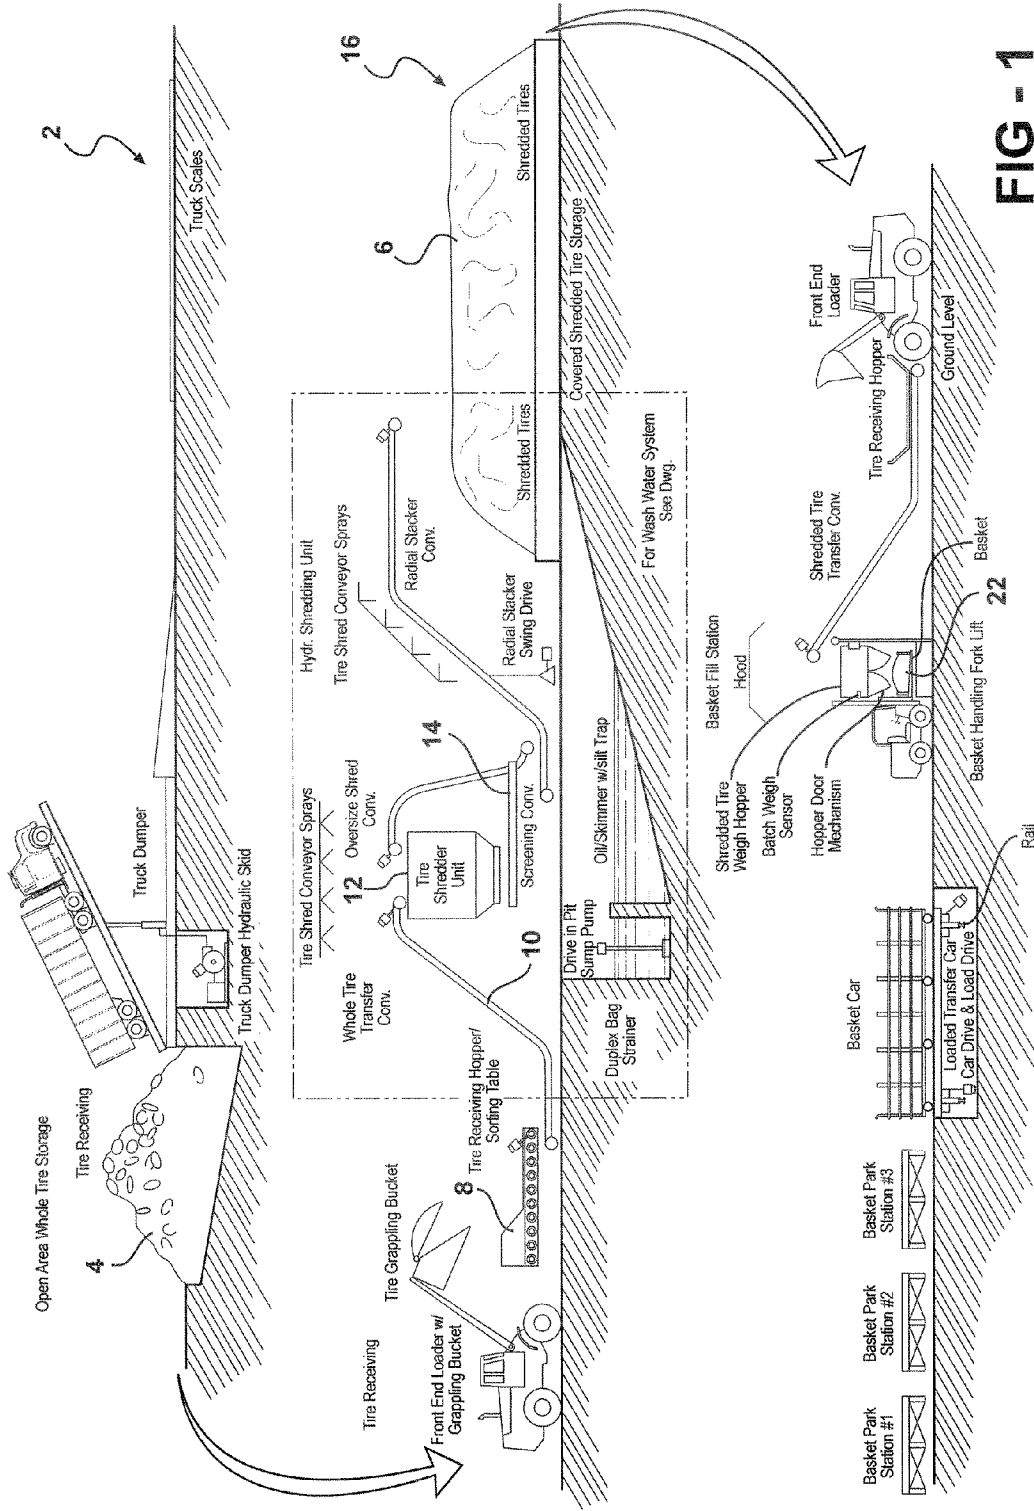 2
Open Area Whole Tire Storage
Tire Receiving
4
Truck Dumper
Truck Dumper Hydraulic Skid
Truck Scales
16
6
Shredded Tires
Shredded Tires
Covered Shredded Tire Storage
Hydr. Shredding Unit
Tire Shred Conveyor Sprays
Radial Stacker
Conv.
Radial Stacker
Swing Drive
Tire Shred Conveyor Sprays
Oversize Shred
Conv.
14
12
Tire
Shredder
Unit
Screening Conv.
Whole Tire
Transfer
Conv.
10
Tire Receiving
Tire Grappling Bucket
Front End Loader w/
Grappling Bucket
8
Tire Receiving Hopper/
Sorting Table
Duplex Bag
Strainer
Drive in Pit
Sump Pump
Oil/Skimmer w/silt Trap
For Wash Water System
See Dwg.
Front End
Loader
Tire Receiving Hopper
Ground Level
Shredded Tire
Transfer Conv.
Basket Fill Station
Hood
Shredded Tire
Weigh Hopper
Batch Weigh
Sensor
Hopper Door
Mechanism
Basket Handling Fork Lift
22
Basket
Basket Car
Loaded Transfer Car
Car Drive & Load Drive
Rail
Basket Park
Station #1
Basket Park
Station #2
Basket Park
Station #3
FIG - 1